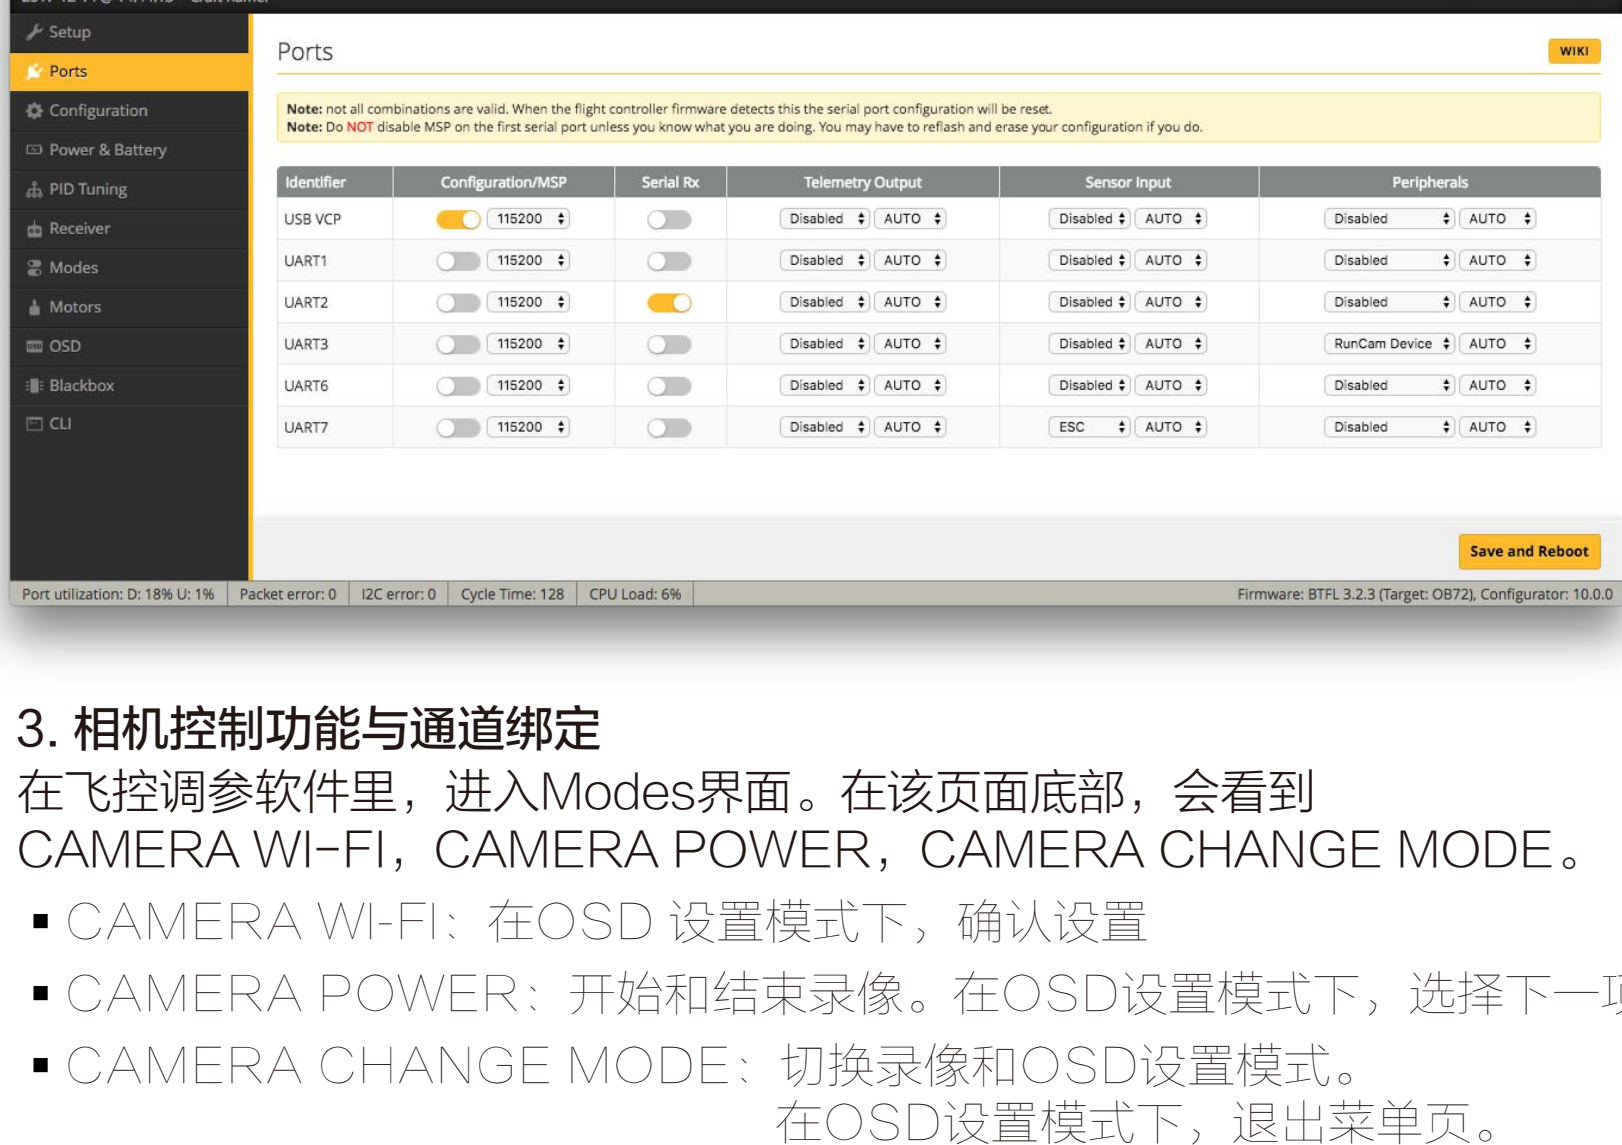 Setup
Ports
Configuration
Power & Battery
PID Tuning
Receiver
Modes
Motors
OSD
Blackbox
CLI
Ports
WIKI
Note: not all combinations are valid. When the flight controller firmware detects this the serial port configuration will be reset.
Note: Do NOT disable MSP on the first serial port unless you know what you are doing. You may have to reflash and erase your configuration if you do.
Identifier Configuration/MSP Serial Rx Telemetry Output Sensor Input Peripherals
USB VCP 115200 Disabled AUTO Disabled AUTO Disabled AUTO
UART1 115200 Disabled AUTO Disabled AUTO Disabled AUTO
UART2 115200 Disabled AUTO Disabled AUTO Disabled AUTO
UART3 115200 Disabled AUTO Disabled AUTO RunCam Device AUTO
UART6 115200 Disabled AUTO Disabled AUTO Disabled AUTO
UART7 115200 Disabled AUTO ESC AUTO Disabled AUTO
Save and Reboot
Port utilization: D: 18% U: 1% Packet error: 0 I2C error: 0 Cycle Time: 128 CPU Load: 6% Firmware: BTFL 3.2.3 (Target: OB72), Configurator: 10.0.0
3. 相机控制功能与通道绑定
在飞控调参软件里，进入Modes界面。在该页面底部，会看到
CAMERA WI-FI，CAMERA POWER，CAMERA CHANGE MODE。
▪ CAMERA WI-FI：在OSD 设置模式下，确认设置
▪ CAMERA POWER：开始和结束录像。在OSD设置模式下，选择下一
▪ CAMERA CHANGE MODE：切换录像和OSD设置模式。
在OSD设置模式下，退出菜单页。